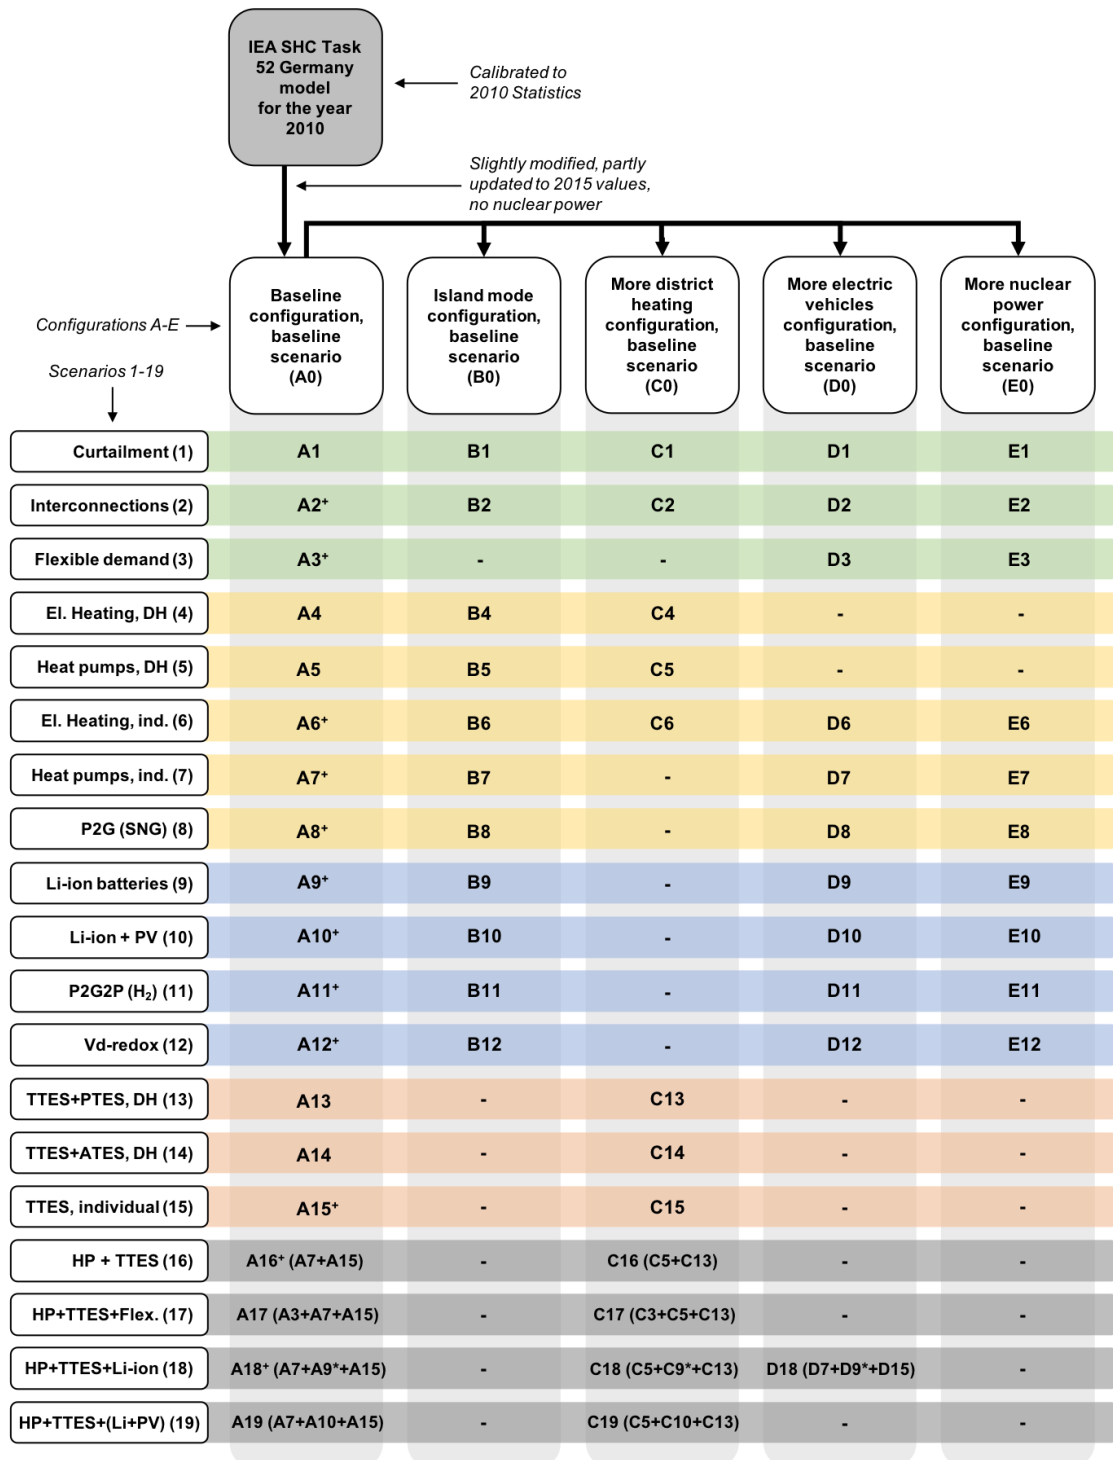 IEA SHC Task
52 Germany
model
for the year
2010
Calibrated to
2010 Statistics
Slightly modified, partly
updated to 2015 values,
no nuclear power
Configurations A-E
Scenarios 1-19
Baseline
configuration,
baseline
scenario
(A0)
Island mode
configuration,
baseline
scenario
(B0)
More district
heating
configuration,
baseline
scenario
(C0)
More electric
vehicles
configuration,
baseline
scenario
(D0)
More nuclear
power
configuration,
baseline
scenario
(E0)
Curtailment (1) A1 B1 C1 D1 E1
Interconnections (2) A2⁺ B2 C2 D2 E2
Flexible demand (3) A3⁺ - - D3 E3
El. Heating, DH (4) A4 B4 C4 - -
Heat pumps, DH (5) A5 B5 C5 - -
El. Heating, ind. (6) A6⁺ B6 C6 D6 E6
Heat pumps, ind. (7) A7⁺ B7 - D7 E7
P2G (SNG) (8) A8⁺ B8 - D8 E8
Li-ion batteries (9) A9⁺ B9 - D9 E9
Li-ion + PV (10) A10⁺ B10 - D10 E10
P2G2P (H₂) (11) A11⁺ B11 - D11 E11
Vd-redox (12) A12⁺ B12 - D12 E12
TTES+PTES, DH (13) A13 - C13 - -
TTES+ATES, DH (14) A14 - C14 - -
TTES, individual (15) A15⁺ - C15 - -
HP + TTES (16) A16⁺ (A7+A15) - C16 (C5+C13) - -
HP+TTES+Flex. (17) A17 (A3+A7+A15) - C17 (C3+C5+C13) - -
HP+TTES+Li-ion (18) A18⁺ (A7+A9*+A15) - C18 (C5+C9*+C13) D18 (D7+D9*+D15) -
HP+TTES+(Li+PV) (19) A19 (A7+A10+A15) - C19 (C5+C10+C13) - -